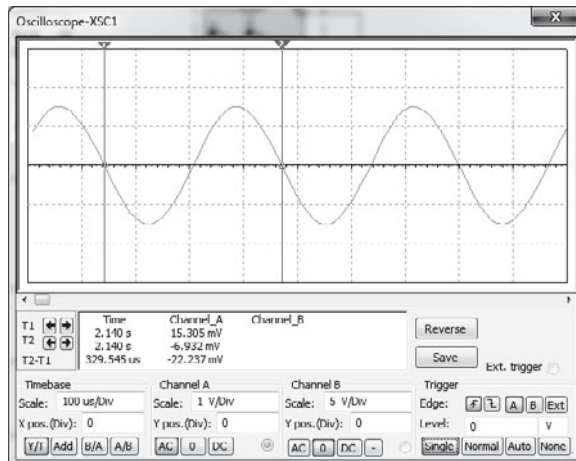 Oscilloscope-XSC1
1 2
Time Channel_A Channel_B
T1 2.140 s 15.305 mV
T2 2.140 s -6.932 mV
T2-T1 329.545 us -22.237 mV
Reverse
Save
Ext. trigger
Timebase Channel A Channel B Trigger
Scale: 100 us/Div Scale: 1 V/Div Scale: 5 V/Div Edge: A B Ext
X pos.(Div): 0 Y pos.(Div): 0 Y pos.(Div): 0 Level: 0 V
Y/T Add B/A A/B AC 0 DC AC 0 DC - Single Normal Auto None